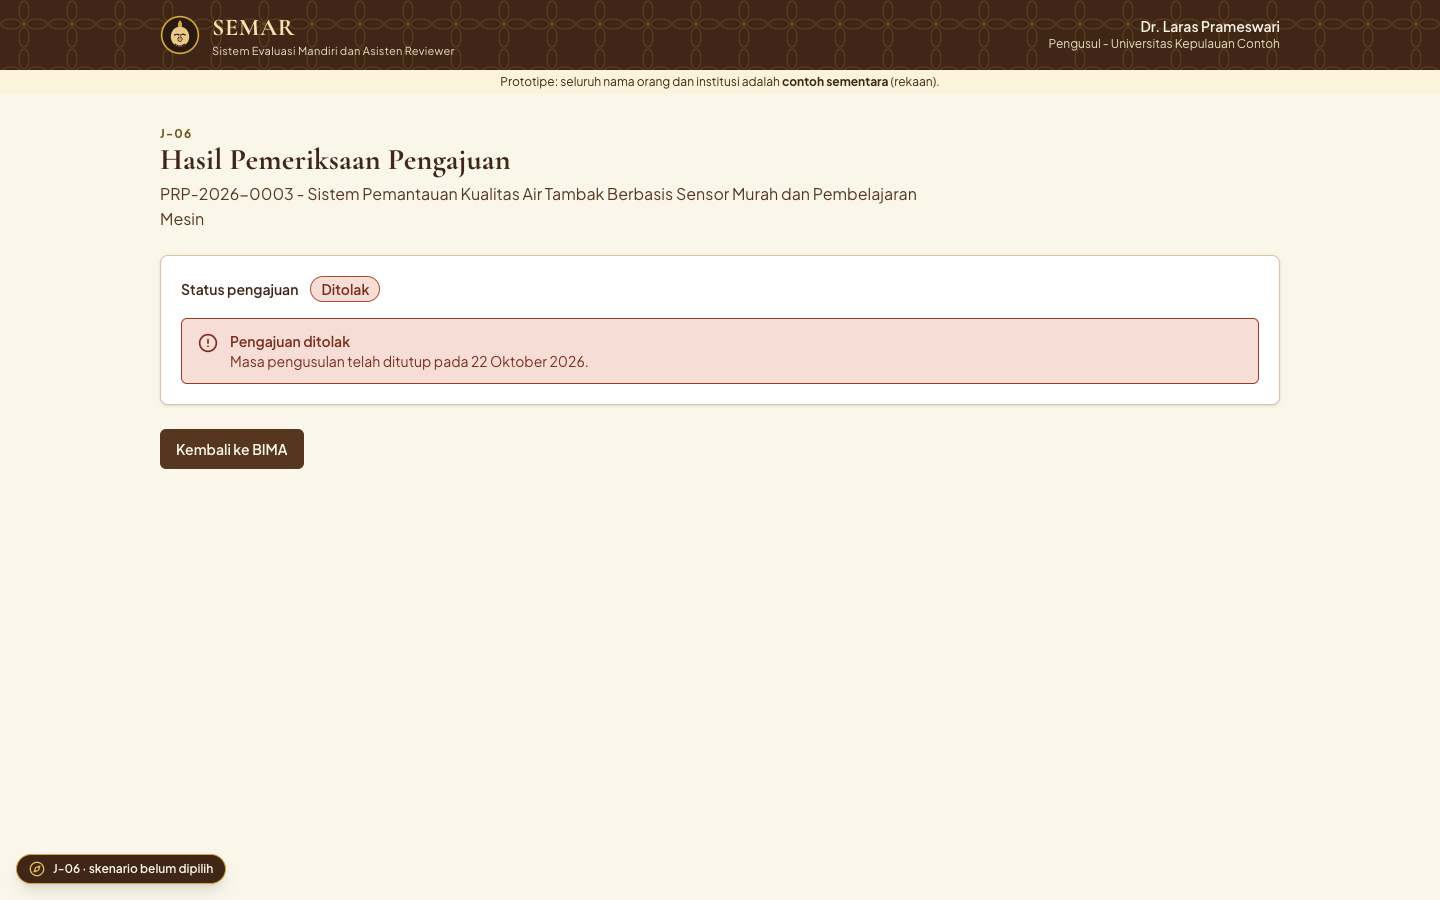 SEMAR
Sistem Evaluasi Mandiri dan Asisten Reviewer
Dr. Laras Prameswari
Pengusul - Universitas Kepulauan Contoh
Prototipe: seluruh nama orang dan institusi adalah contoh sementara (rekaan).
J-06
Hasil Pemeriksaan Pengajuan
PRP-2026-0003 - Sistem Pemantauan Kualitas Air Tambak Berbasis Sensor Murah dan Pembelajaran
Mesin
Status pengajuan Ditolak
Pengajuan ditolak
Masa pengusulan telah ditutup pada 22 Oktober 2026.
Kembali ke BIMA
J-06 · skenario belum dipilih